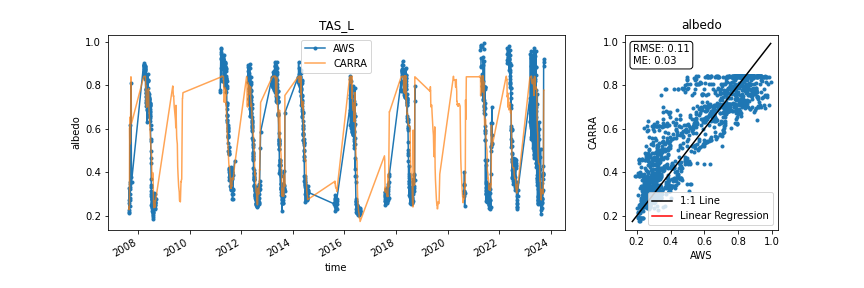 TAS_L
albedo
1.0
0.8
0.6
0.4
0.2
AWS
CARRA
2008
2010
2012
2014
2016
2018
2020
2022
2024
time
albedo
CARRA
1.0
0.8
0.6
0.4
0.2
RMSE: 0.11
ME: 0.03
1:1 Line
Linear Regression
0.2
0.4
0.6
0.8
1.0
AWS